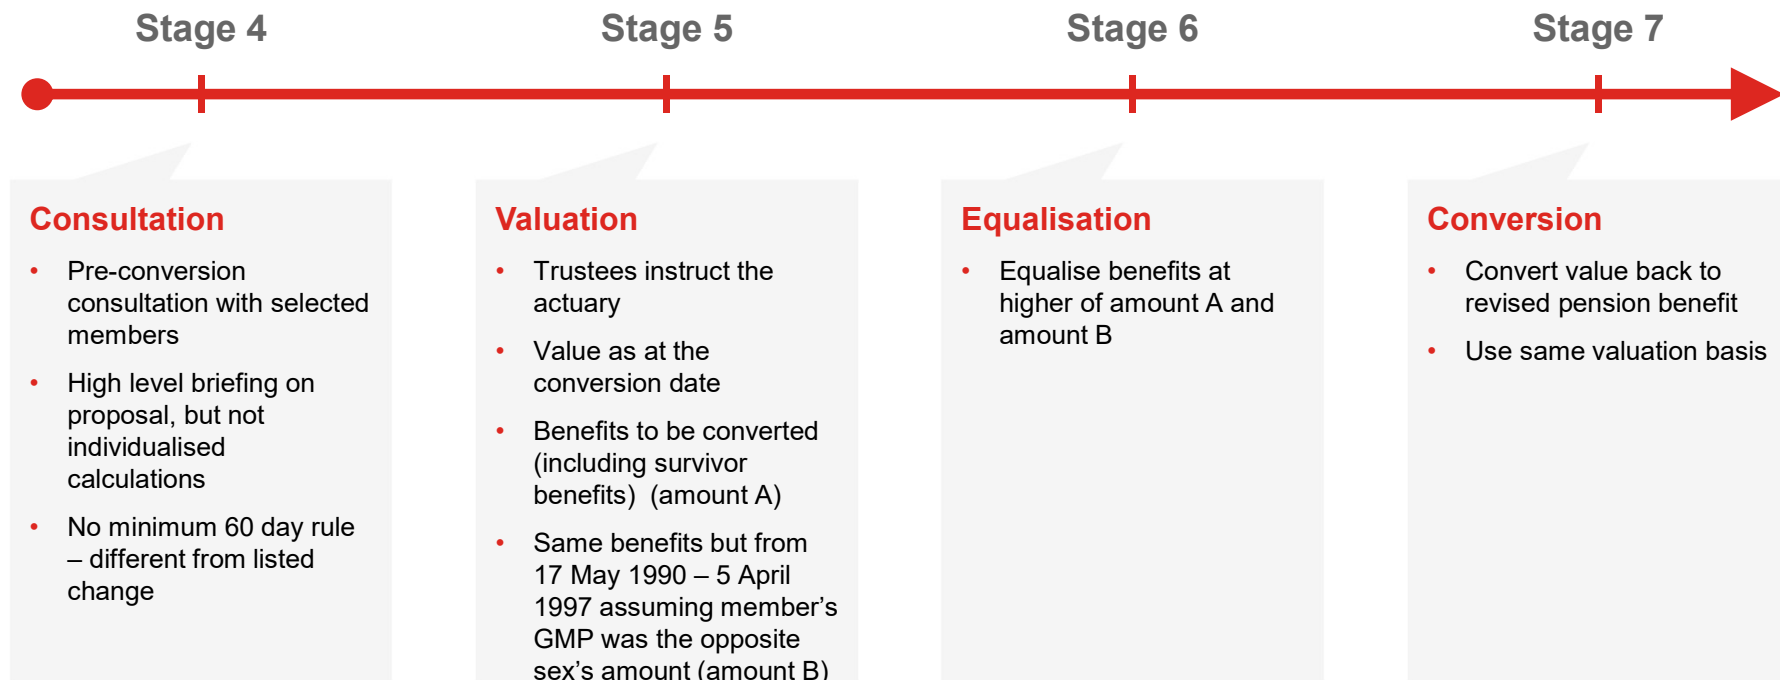 Stage 4
Stage 5
Stage 6
Stage 7
Consultation
• Pre-conversion
consultation with selected
members
• High level briefing on
proposal, but not
individualised
calculations
• No minimum 60 day rule
– different from listed
change
Valuation
• Trustees instruct the
actuary
• Value as at the
conversion date
• Benefits to be converted
(including survivor
benefits)  (amount A)
• Same benefits but from
17 May 1990 – 5 April
1997 assuming member’s
GMP was the opposite
sex’s amount (amount B)
Equalisation
• Equalise benefits at
higher of amount A and
amount B
Conversion
• Convert value back to
revised pension benefit
• Use same valuation basis